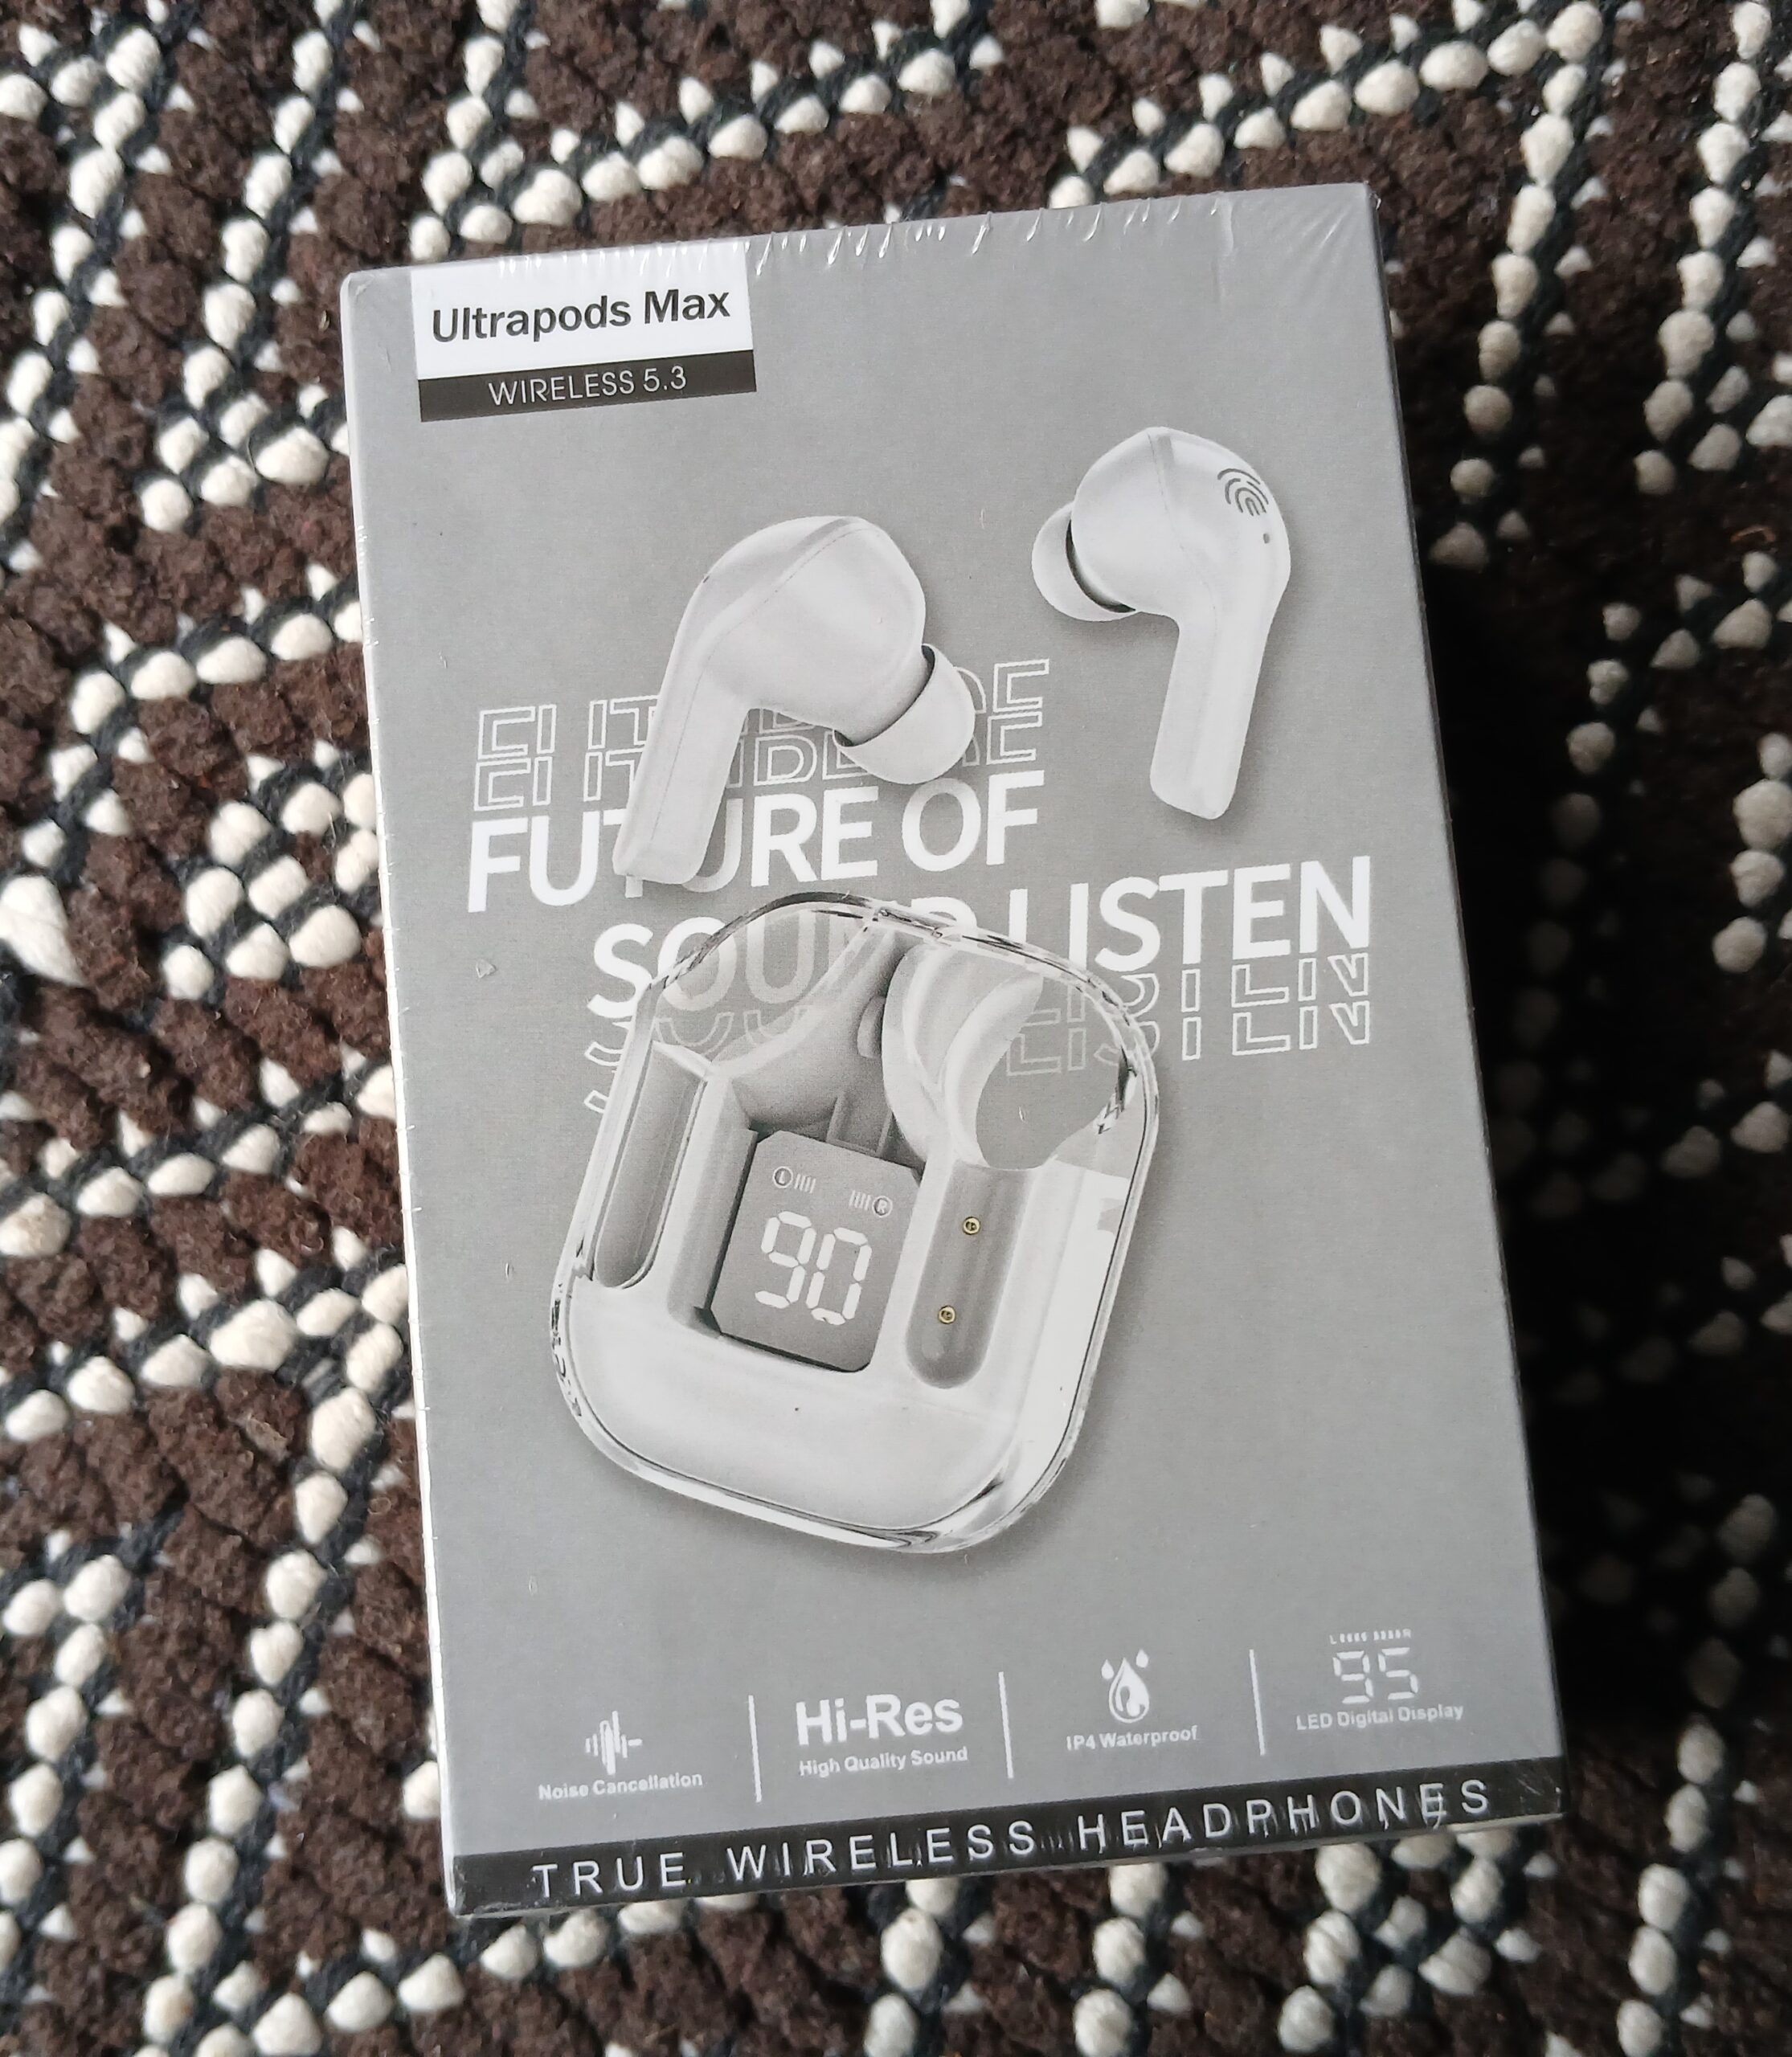 Ultrapods Max
WIRELESS 5.3
FUTURE OF
SOUND LISTEN
L R
90
Noise Cancellation
Hi-Res
High Quality Sound
IP4 Waterproof
95
LED Digital Display
TRUE WIRELESS HEADPHONES